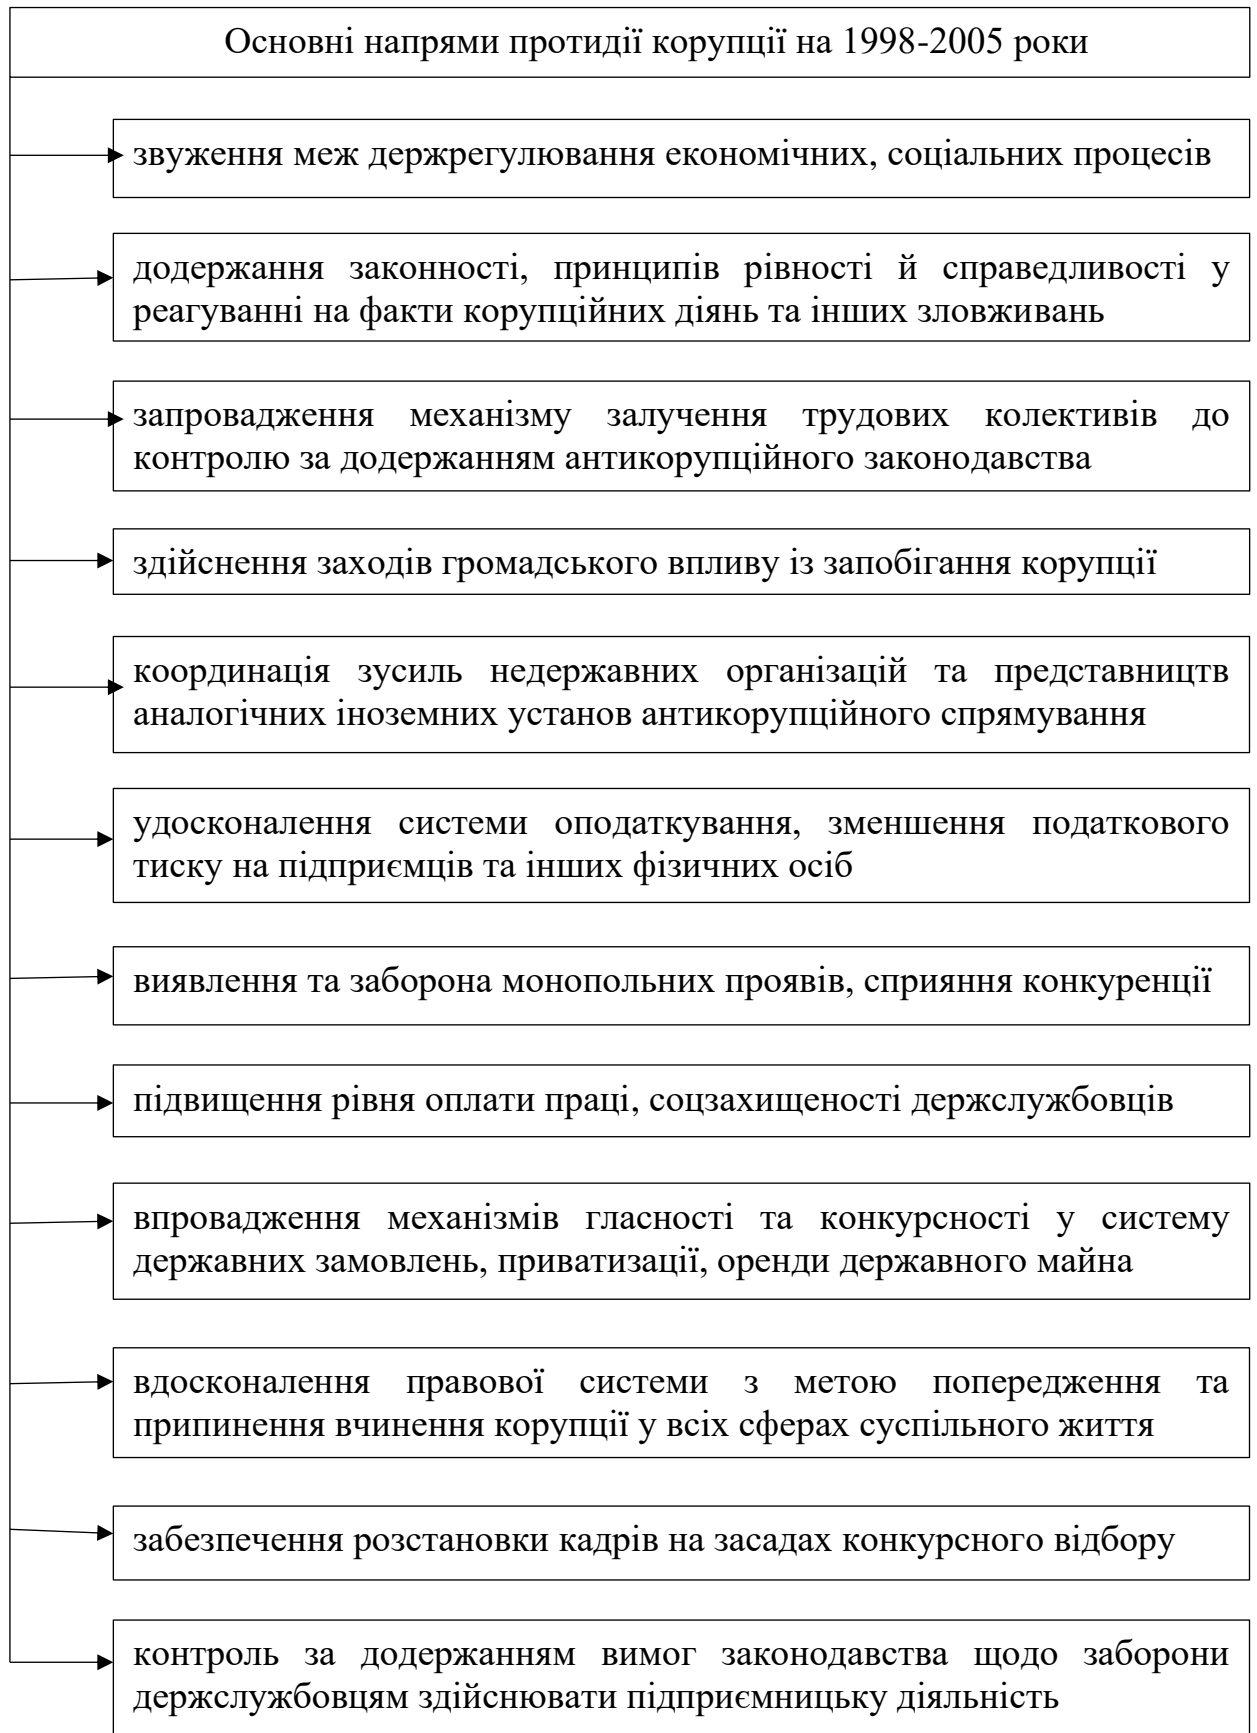 Основні напрями протидії корупції на 1998-2005 роки
звуження меж держрегулювання економічних, соціальних процесів
додержання законності, принципів рівності й справедливості у
реагуванні на факти корупційних діянь та інших зловживань
запровадження механізму залучення трудових колективів до
контролю за додержанням антикорупційного законодавства
здійснення заходів громадського впливу із запобігання корупції
координація зусиль недержавних організацій та представництв
аналогічних іноземних установ антикорупційного спрямування
удосконалення системи оподаткування, зменшення податкового
тиску на підприємців та інших фізичних осіб
виявлення та заборона монопольних проявів, сприяння конкуренції
підвищення рівня оплати праці, соцзахищеності держслужбовців
впровадження механізмів гласності та конкурсності у систему
державних замовлень, приватизації, оренди державного майна
вдосконалення правової системи з метою попередження та
припинення вчинення корупції у всіх сферах суспільного життя
забезпечення розстановки кадрів на засадах конкурсного відбору
контроль за додержанням вимог законодавства щодо заборони
держслужбовцям здійснювати підприємницьку діяльність